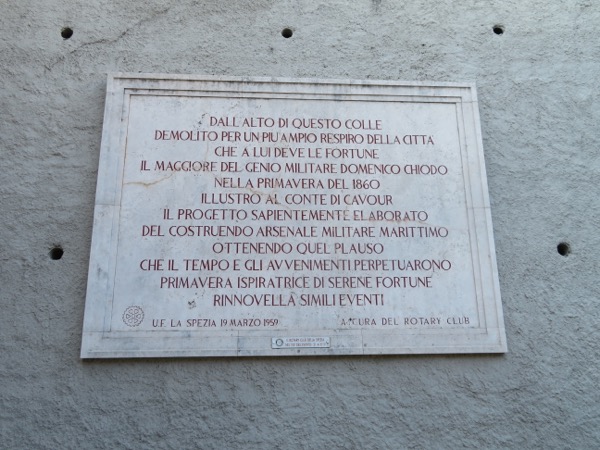 DALL'ALTO DI QUESTO COLLE
DEMOLITO PER UN PIU' AMPIO RESPIRO DELLA CITTA
CHE A LUI DEVE LE FORTUNE
IL MAGGIORE DEL GENIO MILITARE DOMENICO CHIODO
NELLA PRIMAVERA DEL 1860
ILLUSTRÒ AL CONTE DI CAVOUR
IL PROGETTO SAPIENTEMENTE ELABORATO
DEL COSTRUENDO ARSENALE MILITARE MARITTIMO
OTTENENDO QUEL PLAUSO
CHE IL TEMPO E GLI AVVENIMENTI PERPETUARONO
PRIMAVERA ISPIRATRICE DI SERENE FORTUNE
RINNOVELLA SIMILI EVENTI
U.F. LA SPEZIA 19 MARZO 1959 A CURA DEL ROTARY CLUB